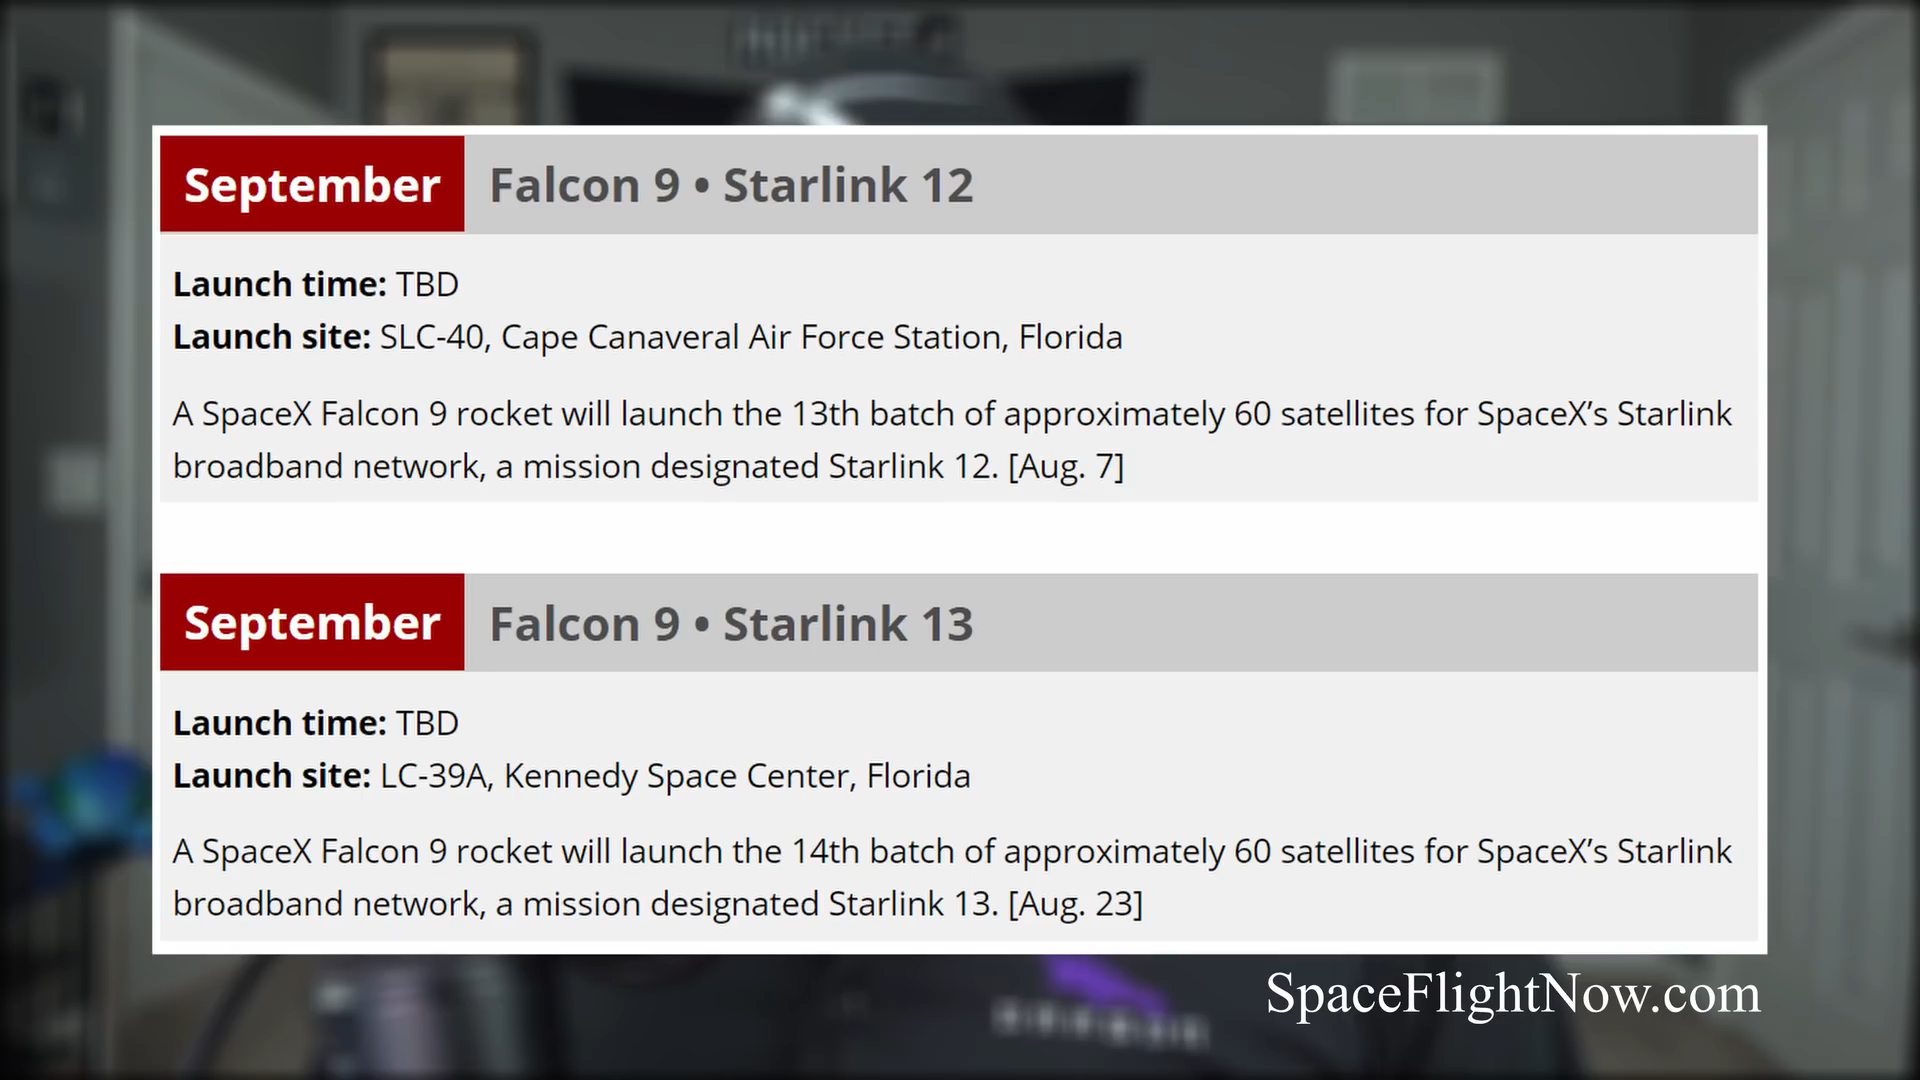 September
Falcon 9 • Starlink 12
Launch time: TBD
Launch site: SLC-40, Cape Canaveral Air Force Station, Florida
A SpaceX Falcon 9 rocket will launch the 13th batch of approximately 60 satellites for SpaceX’s Starlink
broadband network, a mission designated Starlink 12. [Aug. 7]
September
Falcon 9 • Starlink 13
Launch time: TBD
Launch site: LC-39A, Kennedy Space Center, Florida
A SpaceX Falcon 9 rocket will launch the 14th batch of approximately 60 satellites for SpaceX’s Starlink
broadband network, a mission designated Starlink 13. [Aug. 23]
SpaceFlightNow.com